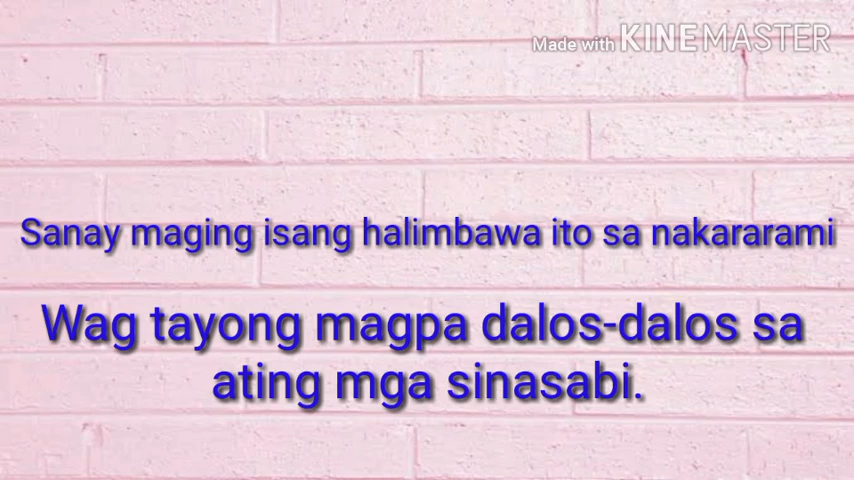 Made with KINEMASTER
Sanay maging isang halimbawa ito sa nakararami
Wag tayong magpa dalos-dalos sa
ating mga sinasabi.